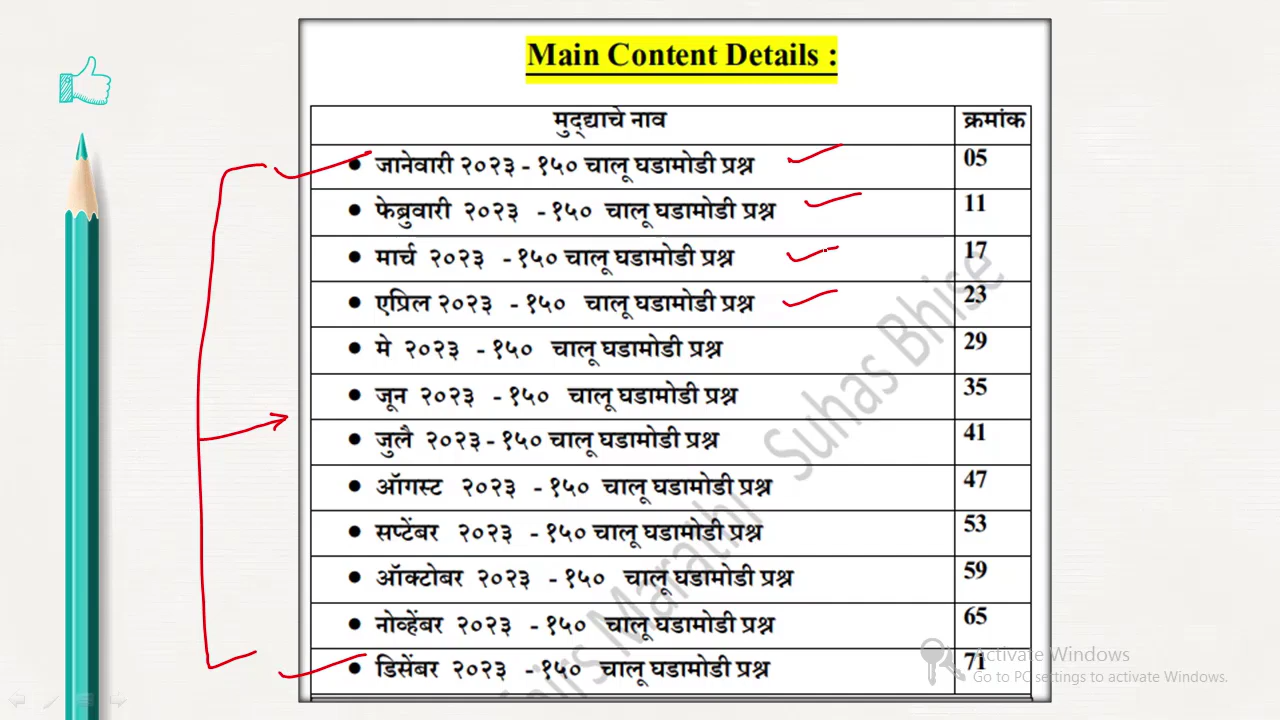 Main Content Details :
मुद्द्याचे नाव क्रमांक
• जानेवारी २०२३ - १५० चालू घडामोडी प्रश्न 05
• फेब्रुवारी २०२३ - १५० चालू घडामोडी प्रश्न 11
• मार्च २०२३ - १५० चालू घडामोडी प्रश्न 17
• एप्रिल २०२३ - १५० चालू घडामोडी प्रश्न 23
• मे २०२३ - १५० चालू घडामोडी प्रश्न 29
• जून २०२३ - १५० चालू घडामोडी प्रश्न 35
• जुलै २०२३ - १५० चालू घडामोडी प्रश्न 41
• ऑगस्ट २०२३ - १५० चालू घडामोडी प्रश्न 47
• सप्टेंबर २०२३ - १५० चालू घडामोडी प्रश्न 53
• ऑक्टोबर २०२३ - १५० चालू घडामोडी प्रश्न 59
• नोव्हेंबर २०२३ - १५० चालू घडामोडी प्रश्न 65
• डिसेंबर २०२३ - १५० चालू घडामोडी प्रश्न 71
Marathi Suhas Bhise
Activate Windows
Go to PC settings to activate Windows.